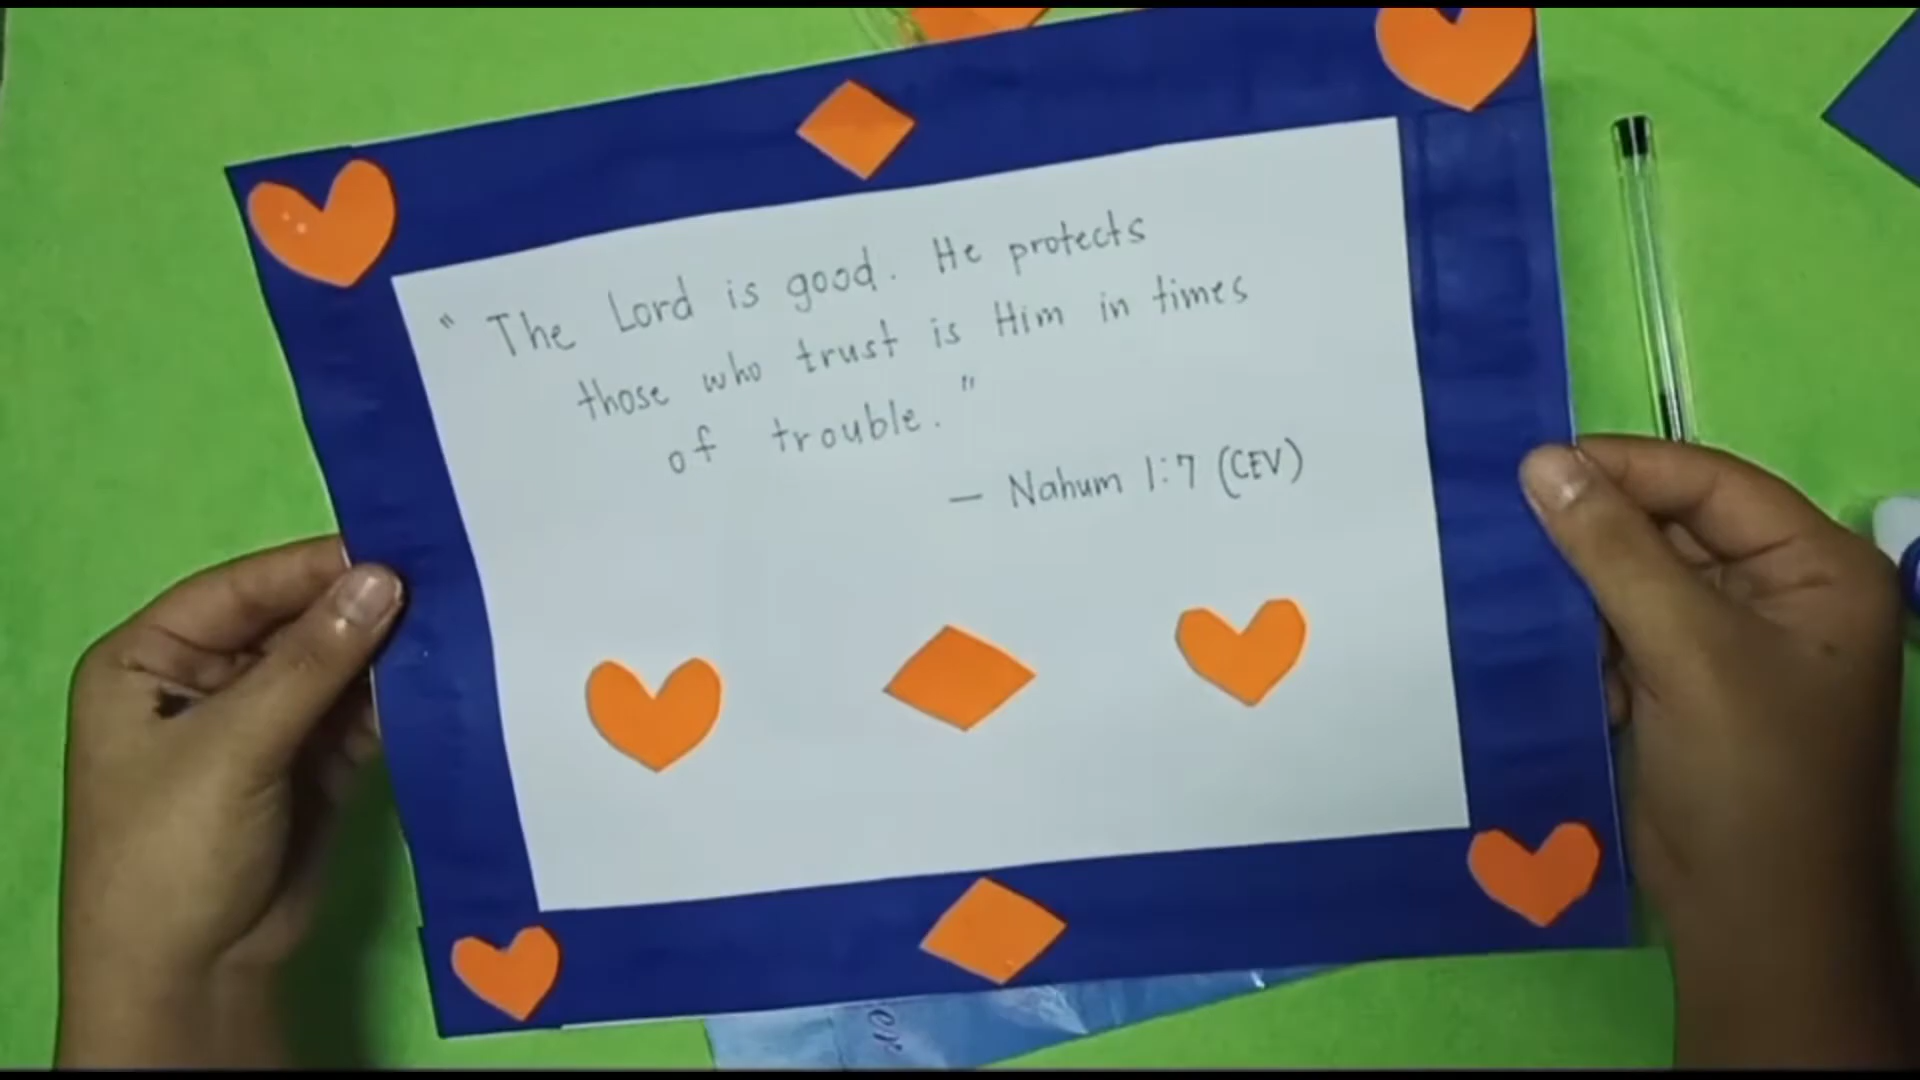 " The Lord is good. He protects
those who trust is Him in times
of trouble. "
— Nahum 1:7 (CEV)
er